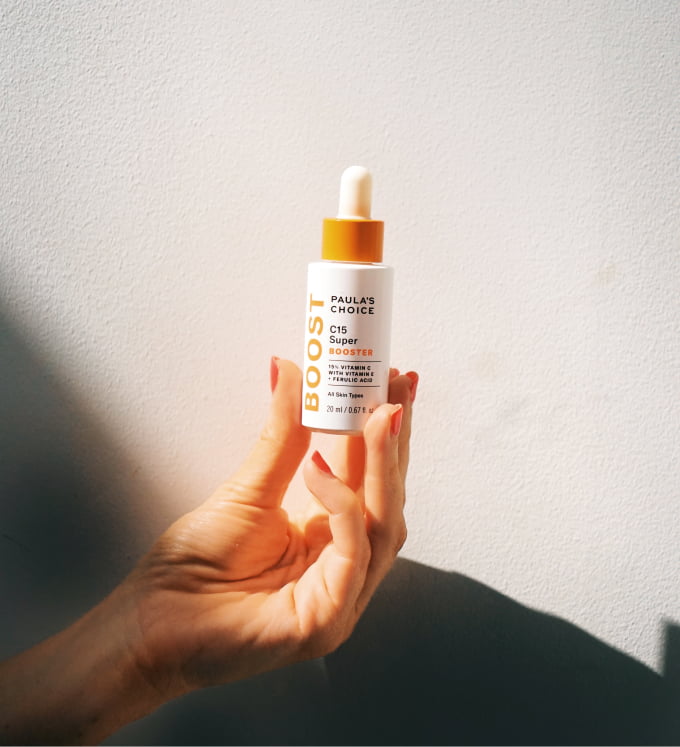 BOOST
PAULA'S
CHOICE
C15
Super
BOOSTER
15% VITAMIN C
WITH VITAMIN E
+ FERULIC ACID
All Skin Types
20 ml / 0.67 fl.